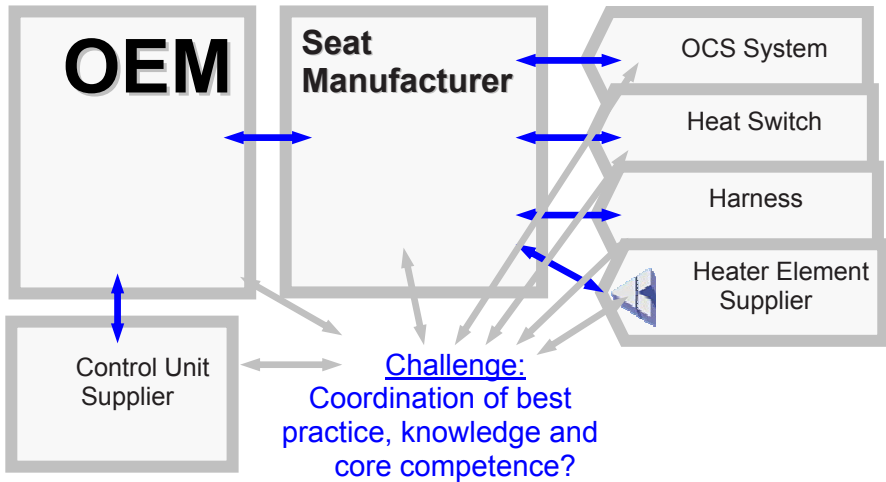 OEM
Seat
Manufacturer
OCS System
Heat Switch
Harness
Heater Element
Supplier
Control Unit
Supplier
Challenge:
Coordination of best
practice, knowledge and
core competence?